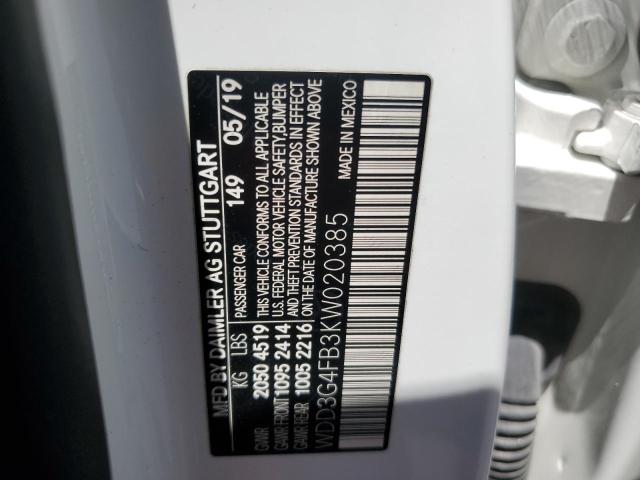 MFD BY DAIMLER AG STUTTGART
KG LBS PASSENGER CAR 149 05/19
GAWR 2050 4519 THIS VEHICLE CONFORMS TO ALL APPLICABLE
GAWR FRONT 1095 2414 U.S. FEDERAL MOTOR VEHICLE SAFETY, BUMPER
GAWR REAR 1005 2216 AND THEFT PREVENTION STANDARDS IN EFFECT
ON THE DATE OF MANUFACTURE SHOWN ABOVE
WDD3G4FB3KW020385 MADE IN MEXICO